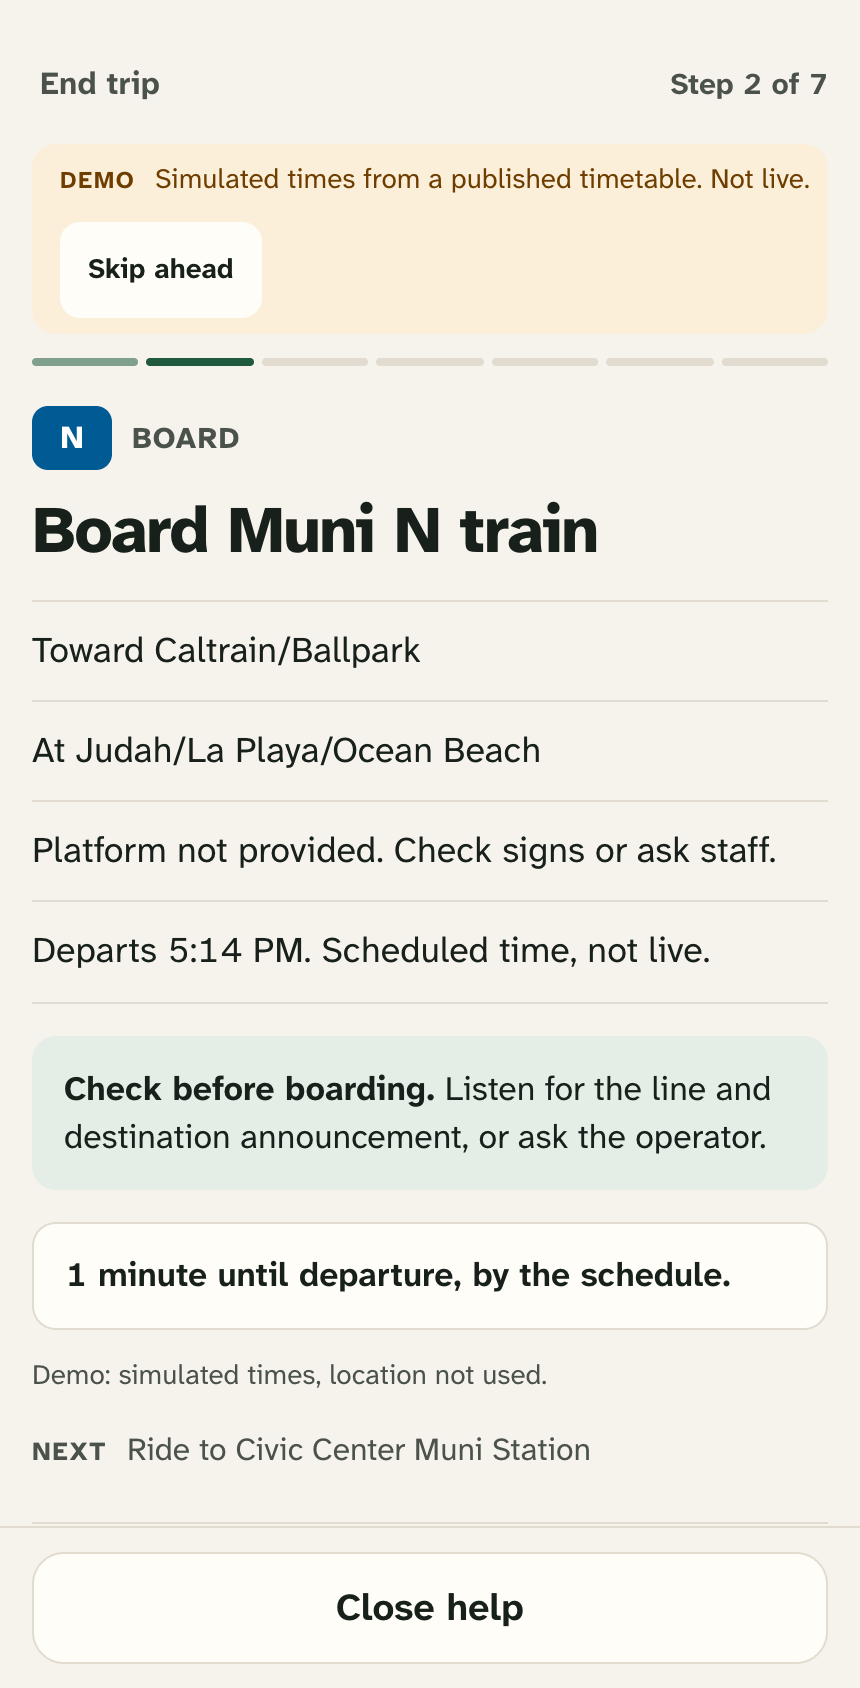 End trip
Step 2 of 7
DEMO Simulated times from a published timetable. Not live.
Skip ahead
N BOARD
Board Muni N train
Toward Caltrain/Ballpark
At Judah/La Playa/Ocean Beach
Platform not provided. Check signs or ask staff.
Departs 5:14 PM. Scheduled time, not live.
Check before boarding. Listen for the line and
destination announcement, or ask the operator.
1 minute until departure, by the schedule.
Demo: simulated times, location not used.
NEXT Ride to Civic Center Muni Station
Close help